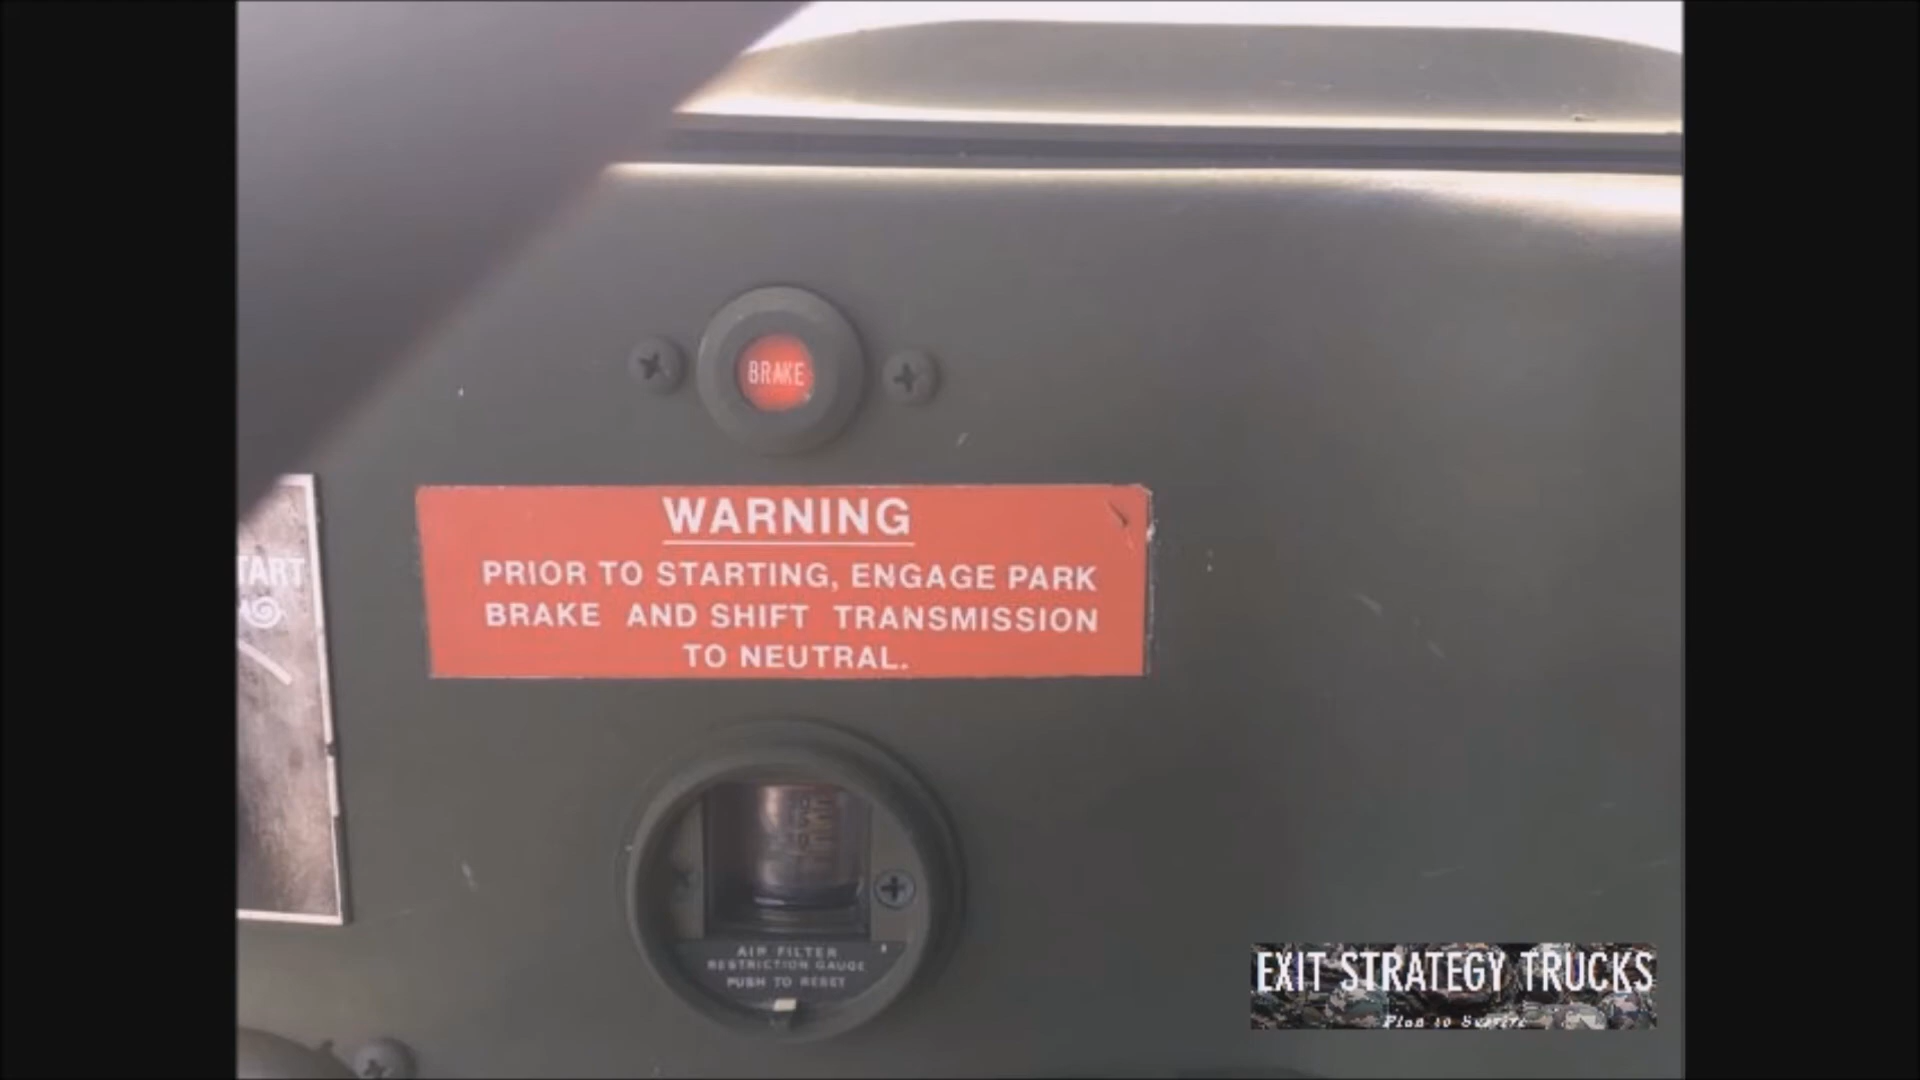 BRAKE
WARNING
PRIOR TO STARTING, ENGAGE PARK
BRAKE AND SHIFT TRANSMISSION
TO NEUTRAL.
TART
AIR FILTER
RESTRICTION GAUGE
PUSH TO RESET
EXIT STRATEGY TRUCKS
Plan to Survive